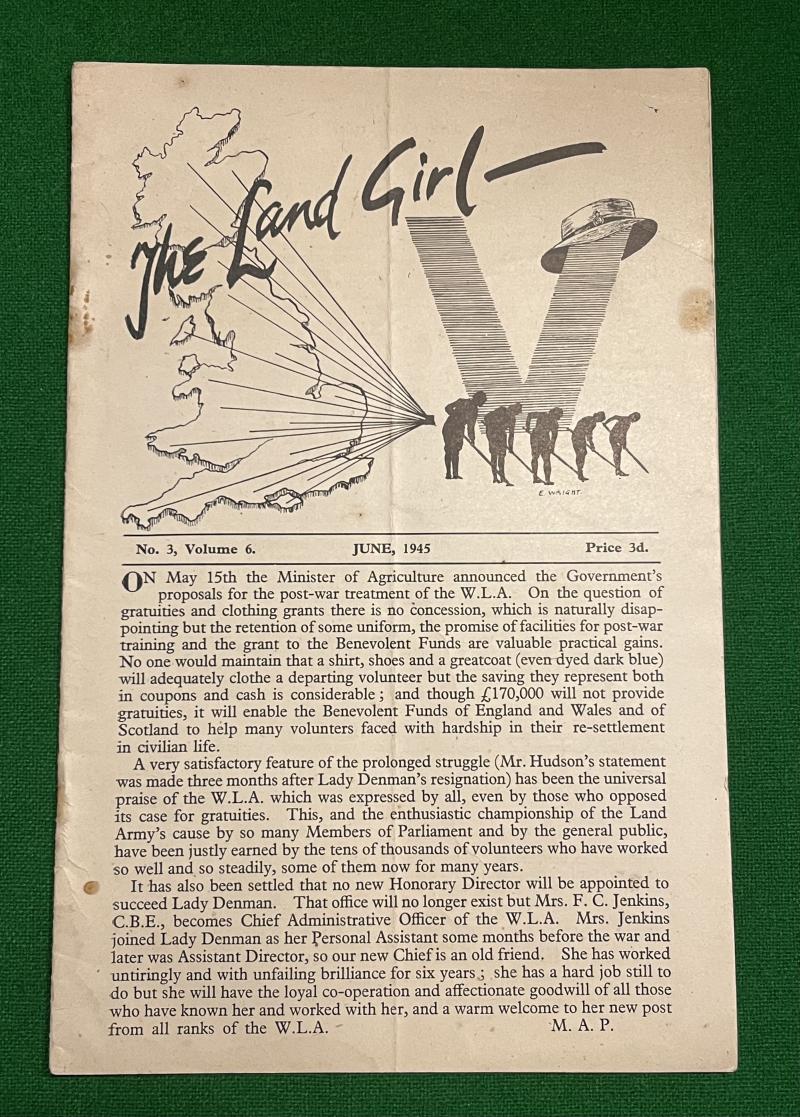 The Land Girl—
V
E. WRIGHT.
No. 3, Volume 6. JUNE, 1945 Price 3d.
ON May 15th the Minister of Agriculture announced the Government's
proposals for the post-war treatment of the W.L.A. On the question of
gratuities and clothing grants there is no concession, which is naturally disap-
pointing but the retention of some uniform, the promise of facilities for post-war
training and the grant to the Benevolent Funds are valuable practical gains.
No one would maintain that a shirt, shoes and a greatcoat (even dyed dark blue)
will adequately clothe a departing volunteer but the saving they represent both
in coupons and cash is considerable; and though £170,000 will not provide
gratuities, it will enable the Benevolent Funds of England and Wales and of
Scotland to help many volunters faced with hardship in their re-settlement
in civilian life.
A very satisfactory feature of the prolonged struggle (Mr. Hudson's statement
was made three months after Lady Denman's resignation) has been the universal
praise of the W.L.A. which was expressed by all, even by those who opposed
its case for gratuities. This, and the enthusiastic championship of the Land
Army's cause by so many Members of Parliament and by the general public,
have been justly earned by the tens of thousands of volunteers who have worked
so well and so steadily, some of them now for many years.
It has also been settled that no new Honorary Director will be appointed to
succeed Lady Denman. That office will no longer exist but Mrs. F. C. Jenkins,
C.B.E., becomes Chief Administrative Officer of the W.L.A. Mrs. Jenkins
joined Lady Denman as her Personal Assistant some months before the war and
later was Assistant Director, so our new Chief is an old friend. She has worked
untiringly and with unfailing brilliance for six years; she has a hard job still to
do but she will have the loyal co-operation and affectionate goodwill of all those
who have known her and worked with her, and a warm welcome to her new post
from all ranks of the W.L.A. M. A. P.